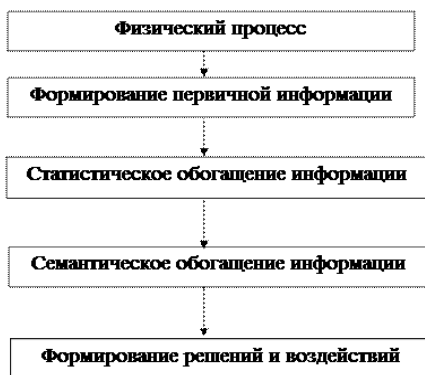 Физический процесс
Формирование первичной информации
Статистическое обогащение информации
Семантическое обогащение информации
Формирование решений и воздействий